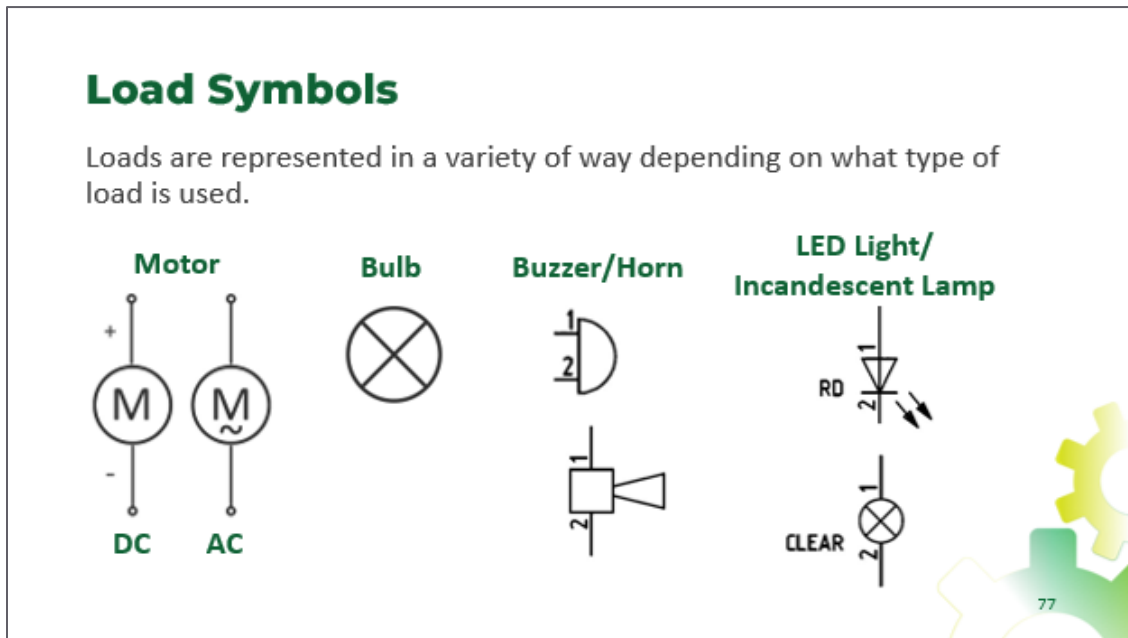 Load Symbols
Loads are represented in a variety of way depending on what type of
load is used.
Motor
+
M
-
DC
M
~
AC
Bulb
Buzzer/Horn
1
2
1
2
LED Light/
Incandescent Lamp
1
RD
2
1
CLEAR
2
77